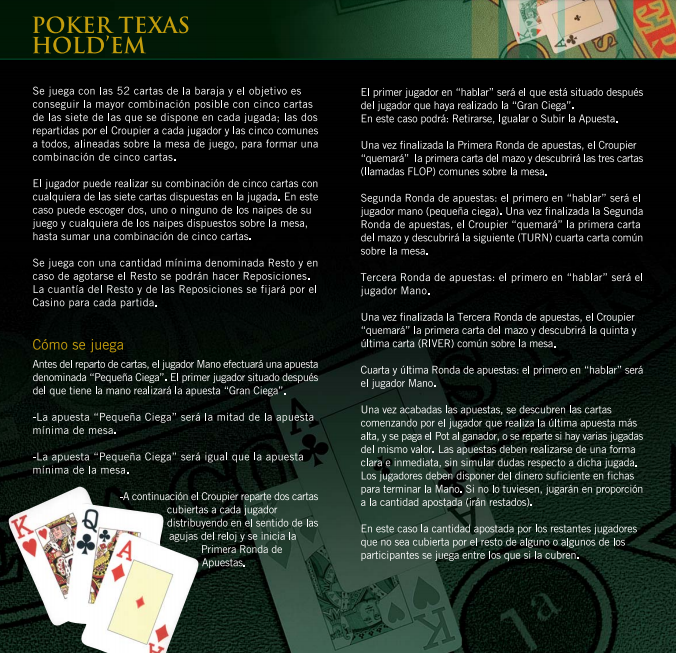 POKER TEXAS
HOLD'EM
Se juega con las 52 cartas de la baraja y el objetivo es
conseguir la mayor combinación posible con cinco cartas
de las siete de las que se dispone en cada jugada; las dos
repartidas por el Croupier a cada jugador y las cinco comunes
a todos, alineadas sobre la mesa de juego, para formar una
combinación de cinco cartas.
El jugador puede realizar su combinación de cinco cartas con
cualquiera de las siete cartas dispuestas en la jugada. En este
caso puede escoger dos, uno o ninguno de los naipes de su
juego y cualquiera de los naipes dispuestos sobre la mesa,
hasta sumar una combinación de cinco cartas.
Se juega con una cantidad mínima denominada Resto y en
caso de agotarse el Resto se podrán hacer Reposiciones.
La cuantía del Resto y de las Reposiciones se fijará por el
Casino para cada partida.
Cómo se juega
Antes del reparto de cartas, el jugador Mano efectuará una apuesta
denominada "Pequeña Ciega". El primer jugador situado después
del que tiene la mano realizará la apuesta "Gran Ciega".
-La apuesta "Pequeña Ciega" será la mitad de la apuesta
mínima de mesa.
-La apuesta "Pequeña Ciega" será igual que la apuesta
mínima de la mesa.
-A continuación el Croupier reparte dos cartas
cubiertas a cada jugador
distribuyendo en el sentido de las
agujas del reloj y se inicia la
Primera Ronda de
Apuestas.
El primer jugador en "hablar" será el que está situado después
del jugador que haya realizado la "Gran Ciega".
En este caso podrá: Retirarse, Igualar o Subir la Apuesta.
Una vez finalizada la Primera Ronda de apuestas, el Croupier
"quemará" la primera carta del mazo y descubrirá las tres cartas
(llamadas FLOP) comunes sobre la mesa.
Segunda Ronda de apuestas: el primero en "hablar" será el
jugador mano (pequeña ciega). Una vez finalizada la Segunda
Ronda de apuestas, el Croupier "quemará" la primera carta
del mazo y descubrirá la siguiente (TURN) cuarta carta común
sobre la mesa.
Tercera Ronda de apuestas: el primero en "hablar" será el
jugador Mano.
Una vez finalizada la Tercera Ronda de apuestas, el Croupier
"quemará" la primera carta del mazo y descubrirá la quinta y
última carta (RIVER) común sobre la mesa.
Cuarta y última Ronda de apuestas: el primero en "hablar" será
el jugador Mano.
Una vez acabadas las apuestas, se descubren las cartas
comenzando por el jugador que realiza la última apuesta más
alta, y se paga el Pot al ganador, o se reparte si hay varias jugadas
del mismo valor. Las apuestas deben realizarse de una forma
clara e inmediata, sin simular dudas respecto a dicha jugada.
Los jugadores deben disponer del dinero suficiente en fichas
para terminar la Mano. Si no lo tuviesen, jugarán en proporción
a la cantidad apostada (irán restados).
En este caso la cantidad apostada por los restantes jugadores
que no sea cubierta por el resto de alguno o algunos de los
participantes se juega entre los que si la cubren.
K
Q
A
A
K
1ª